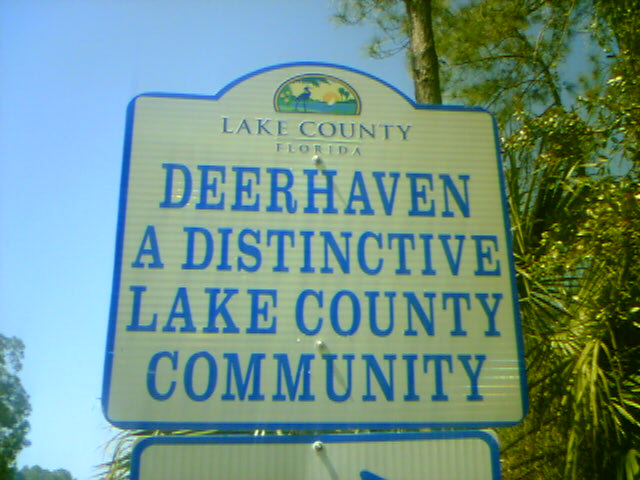 LAKE COUNTY
FLORIDA
DEERHAVEN
A DISTINCTIVE
LAKE COUNTY
COMMUNITY